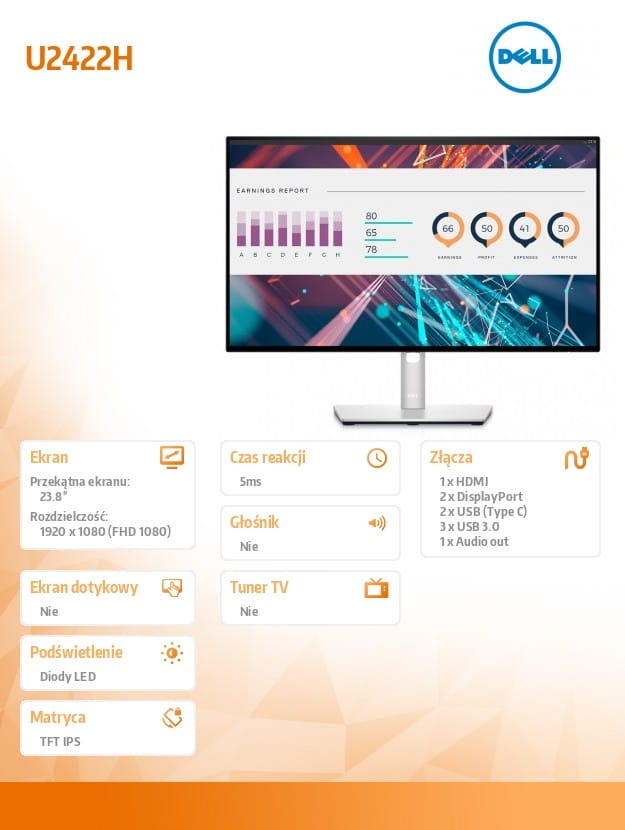 U2422H
DELL
EARNINGS REPORT
80
65
78
A B C D E F G H
66 50 41 50
EARNINGS PROFIT EXPENSES ATTRITION
DELL
Ekran
Przekątna ekranu:
23.8"
Rozdzielczość:
1920 x 1080 (FHD 1080)
Czas reakcji
5ms
Złącza
1 x HDMI
2 x DisplayPort
2 x USB (Type C)
3 x USB 3.0
1 x Audio out
Głośnik
Nie
Ekran dotykowy
Nie
Tuner TV
Nie
Podświetlenie
Diody LED
Matryca
TFT IPS